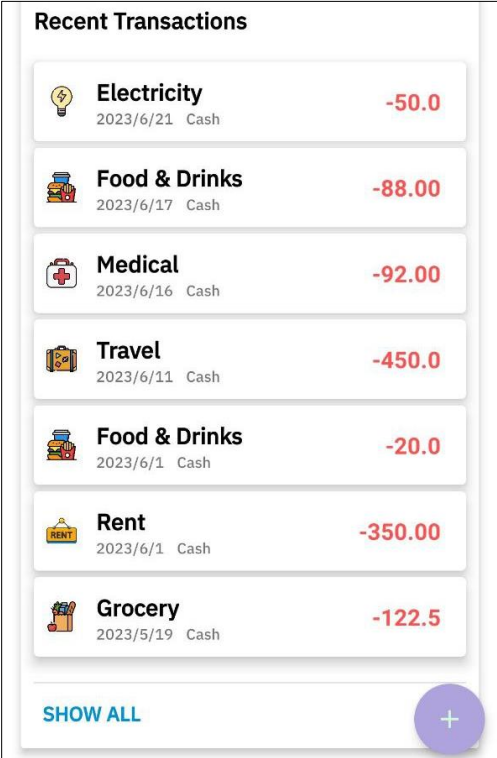 Recent Transactions
Electricity
-50.0
2023/6/21 Cash
Food & Drinks
-88.00
2023/6/17 Cash
Medical
-92.00
2023/6/16 Cash
Travel
-450.0
2023/6/11 Cash
Food & Drinks
-20.0
2023/6/1 Cash
RENT
Rent
-350.00
2023/6/1 Cash
Grocery
-122.5
2023/5/19 Cash
SHOW ALL
+